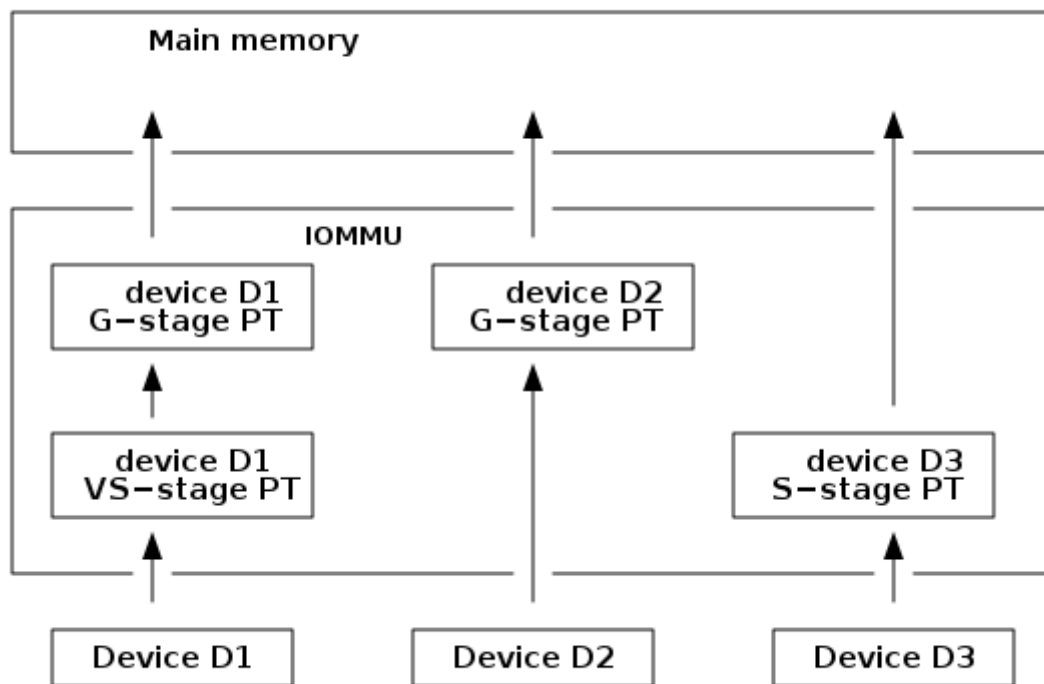 Main memory
IOMMU
device D1
G−stage PT
device D2
G−stage PT
device D1
VS−stage PT
device D3
S−stage PT
Device D1
Device D2
Device D3